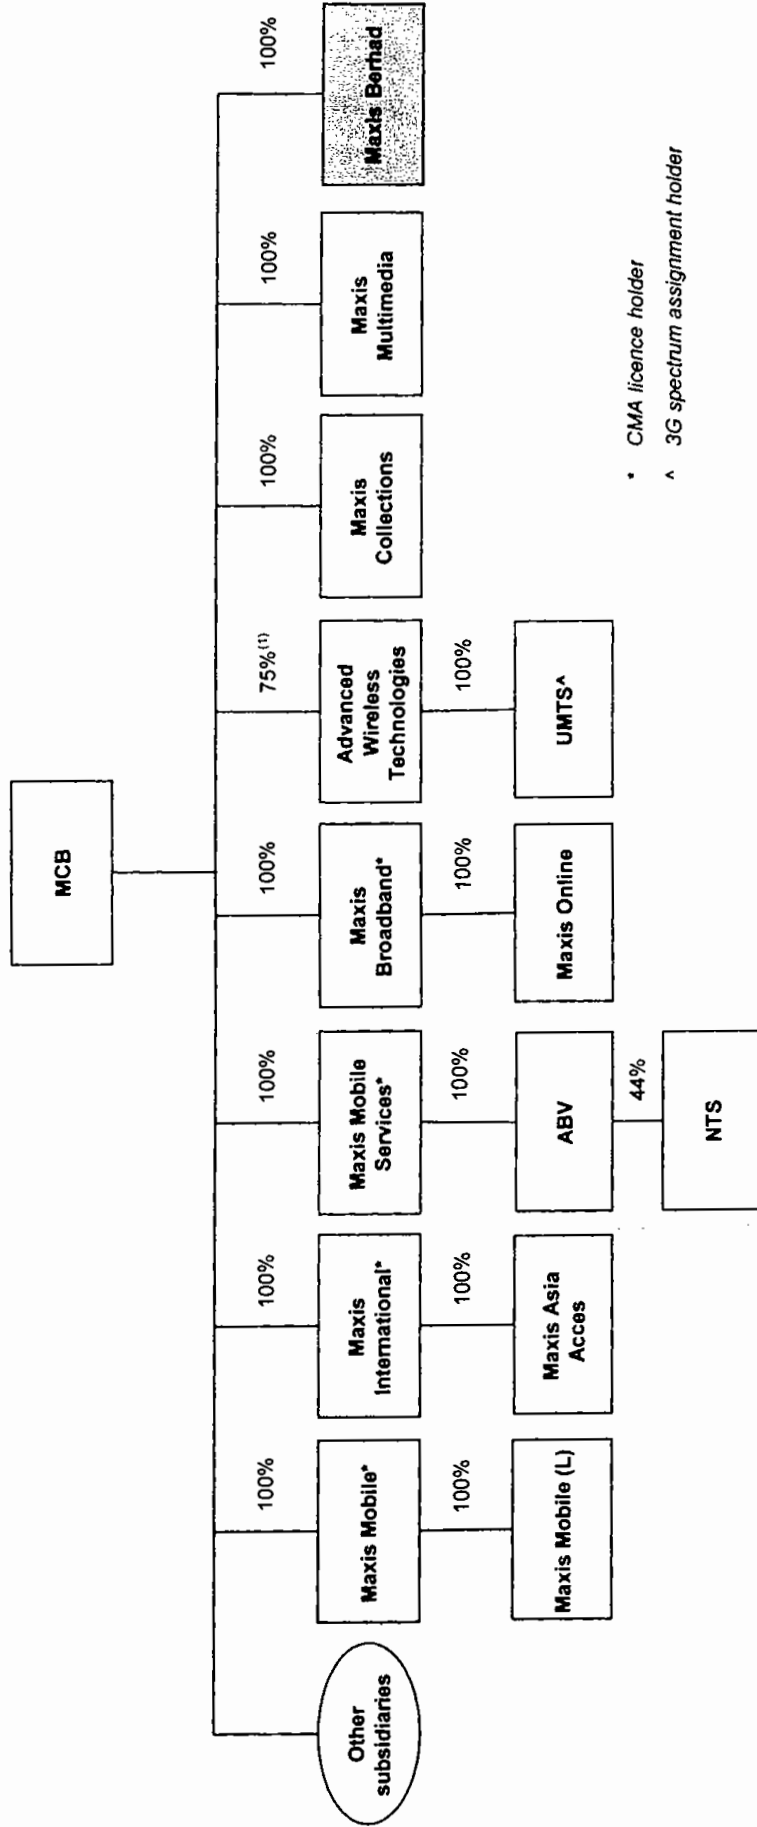 MCB
100%
100%
100%
100%
75%(1)
100%
100%
100%
Other
subsidiaries
Maxis Mobile*
Maxis
International*
Maxis Mobile
Services*
Maxis
Broadband*
Advanced
Wireless
Technologies
Maxis
Collections
Maxis
Multimedia
Maxis Berhad
100%
100%
100%
100%
100%
Maxis Mobile (L)
Maxis Asia
Acces
ABV
Maxis Online
UMTS^
44%
NTS
* CMA licence holder
^ 3G spectrum assignment holder